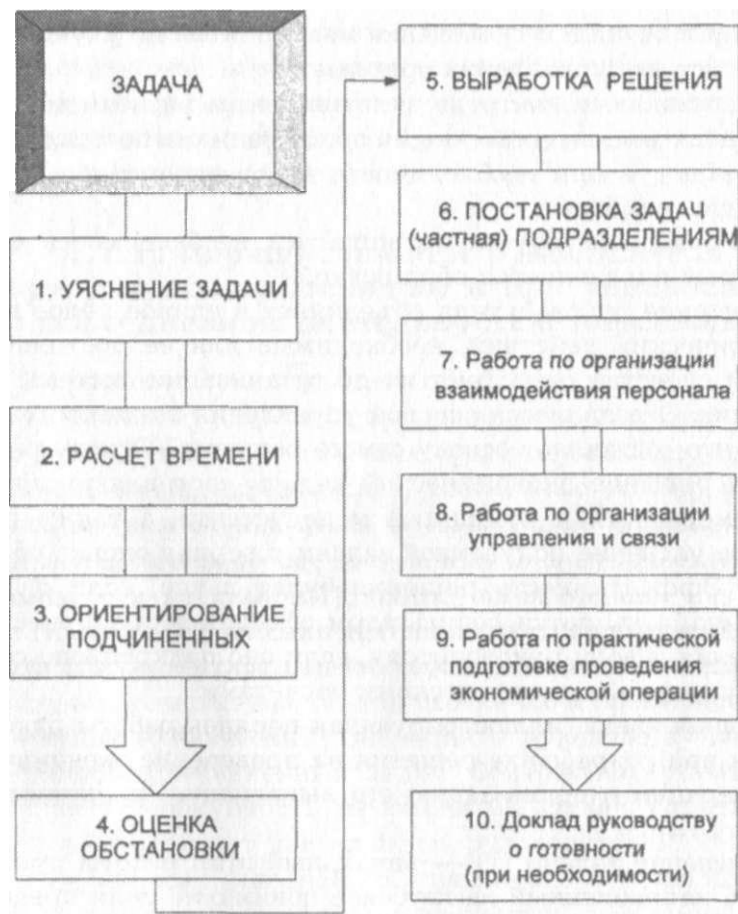 ЗАДАЧА
1. УЯСНЕНИЕ ЗАДАЧИ
2. РАСЧЕТ ВРЕМЕНИ
3. ОРИЕНТИРОВАНИЕ
ПОДЧИНЕННЫХ
4. ОЦЕНКА
ОБСТАНОВКИ
5. ВЫРАБОТКА РЕШЕНИЯ
6. ПОСТАНОВКА ЗАДАЧ
(частная) ПОДРАЗДЕЛЕНИЯМ
7. Работа по организации
взаимодействия персонала
8. Работа по организации
управления и связи
9. Работа по практической
подготовке проведения
экономической операции
10. Доклад руководству
о готовности
(при необходимости)